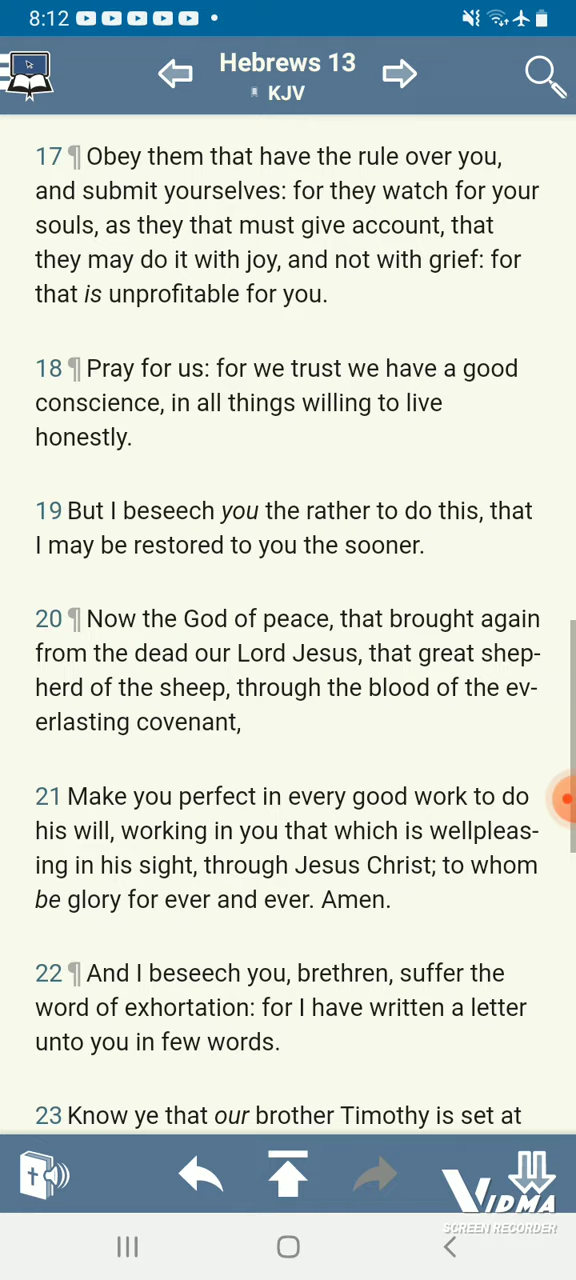 8:12
Hebrews 13
KJV
17 ¶ Obey them that have the rule over you,
and submit yourselves: for they watch for your
souls, as they that must give account, that
they may do it with joy, and not with grief: for
that is unprofitable for you.
18 ¶ Pray for us: for we trust we have a good
conscience, in all things willing to live
honestly.
19 But I beseech you the rather to do this, that
I may be restored to you the sooner.
20 ¶ Now the God of peace, that brought again
from the dead our Lord Jesus, that great shep-
herd of the sheep, through the blood of the ev-
erlasting covenant,
21 Make you perfect in every good work to do
his will, working in you that which is wellpleas-
ing in his sight, through Jesus Christ; to whom
be glory for ever and ever. Amen.
22 ¶ And I beseech you, brethren, suffer the
word of exhortation: for I have written a letter
unto you in few words.
23 Know ye that our brother Timothy is set at
VIDMA
SCREEN RECORDER